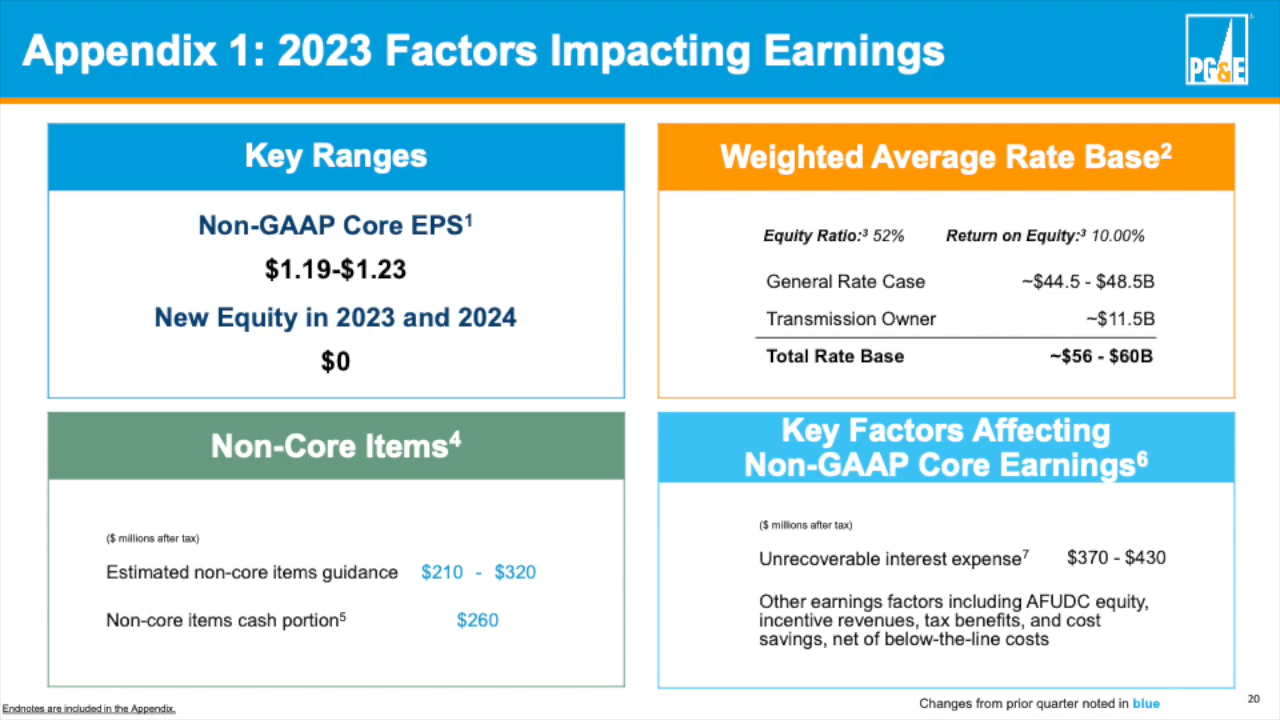 Appendix 1: 2023 Factors Impacting Earnings
PG&E
Key Ranges
Non-GAAP Core EPS¹
$1.19-$1.23
New Equity in 2023 and 2024
$0
Weighted Average Rate Base²
Equity Ratio:³ 52% Return on Equity:³ 10.00%
General Rate Case ~$44.5 - $48.5B
Transmission Owner ~$11.5B
Total Rate Base ~$56 - $60B
Non-Core Items⁴
($ millions after tax)
Estimated non-core items guidance $210 - $320
Non-core items cash portion⁵ $260
Key Factors Affecting
Non-GAAP Core Earnings⁶
($ millions after tax)
Unrecoverable interest expense⁷ $370 - $430
Other earnings factors including AFUDC equity,
incentive revenues, tax benefits, and cost
savings, net of below-the-line costs
Endnotes are included in the Appendix.
Changes from prior quarter noted in blue
20